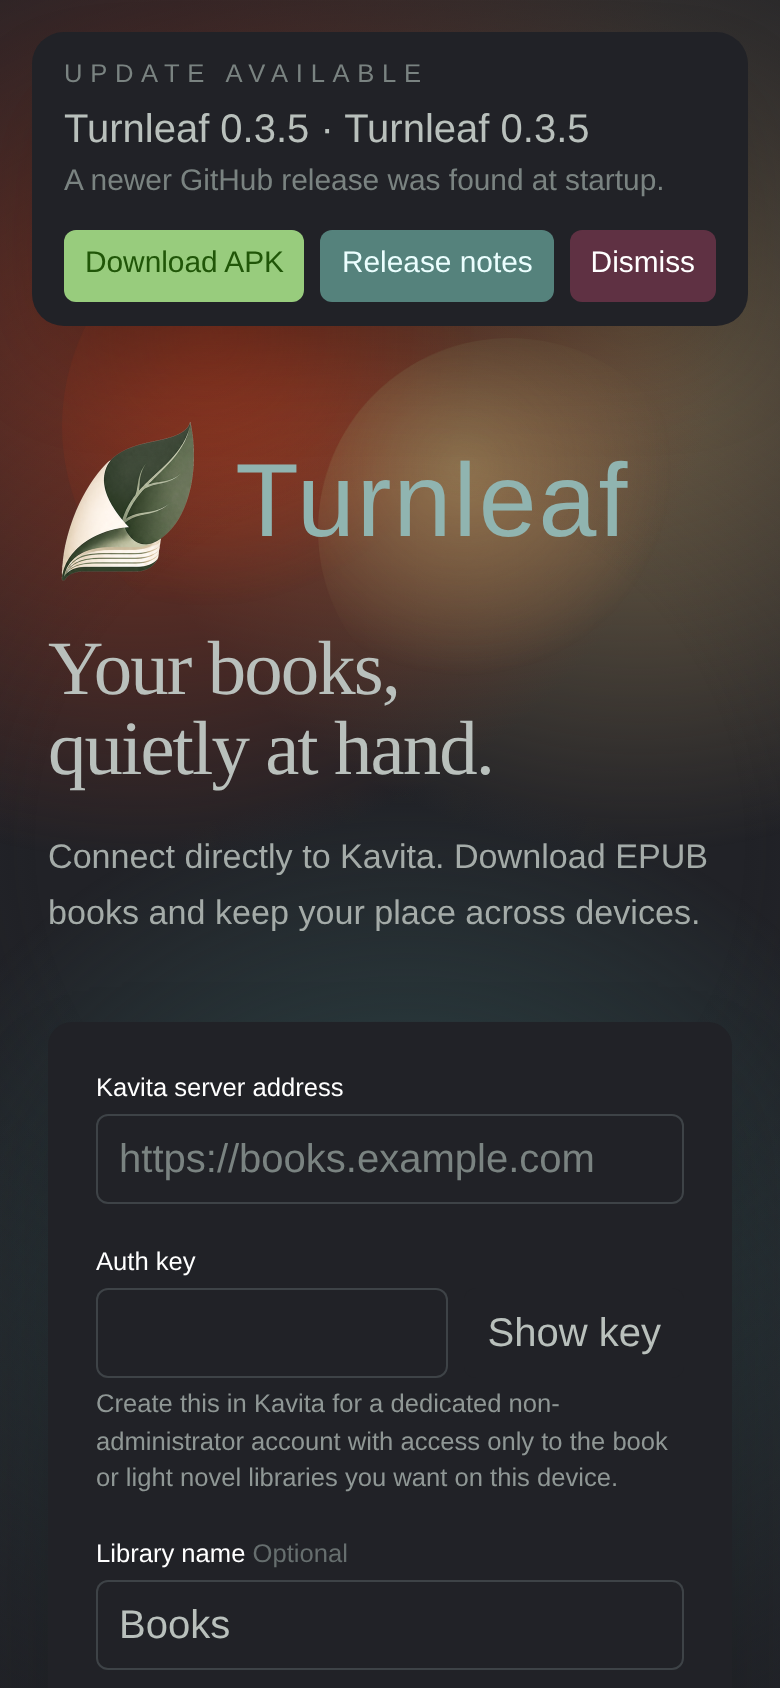 UPDATE AVAILABLE
Turnleaf 0.3.5 · Turnleaf 0.3.5
A newer GitHub release was found at startup.
Download APK
Release notes
Dismiss
Turnleaf
Your books,
quietly at hand.
Connect directly to Kavita. Download EPUB
books and keep your place across devices.
Kavita server address
https://books.example.com
Auth key
Show key
Create this in Kavita for a dedicated non-
administrator account with access only to the book
or light novel libraries you want on this device.
Library name Optional
Books